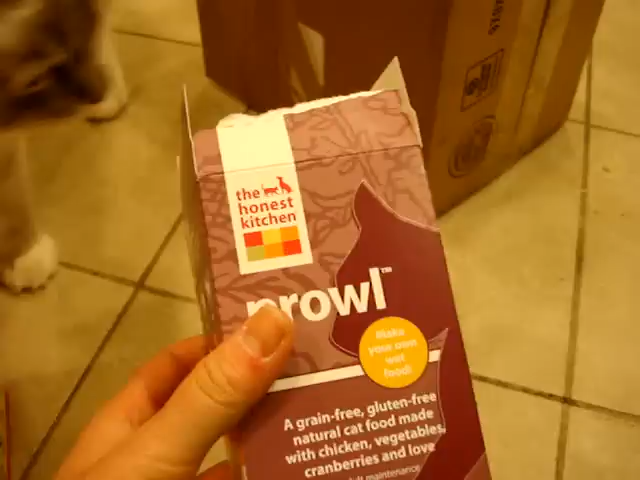 the
honest
kitchen
prowl™
Make
your own
wet
food!
A grain-free, gluten-free
natural cat food made
with chicken, vegetables,
cranberries and love
maintenance